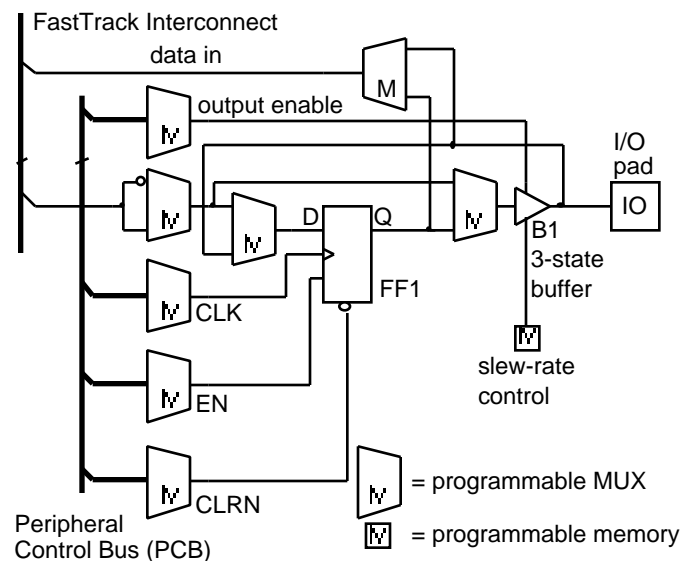 FastTrack Interconnect
data in
M
output enable
I/O
pad
IO
D
Q
B1
3-state
buffer
FF1
CLK
slew-rate
control
EN
CLRN
= programmable MUX
= programmable memory
Peripheral
Control Bus (PCB)